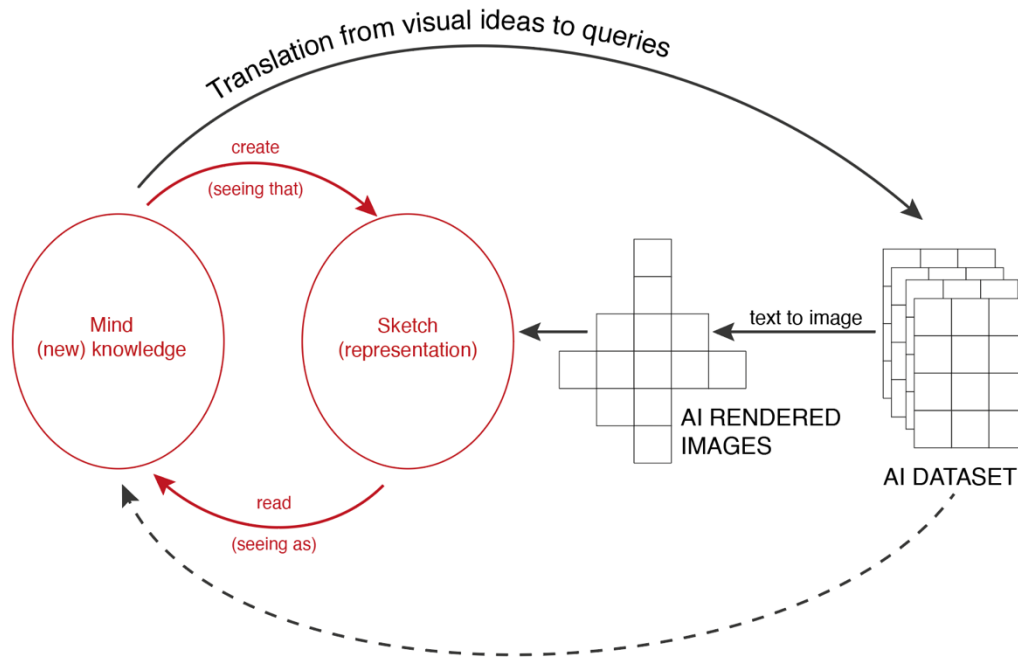 Translation from visual ideas to queries
create
(seeing that)
Mind
(new) knowledge
Sketch
(representation)
text to image
AI RENDERED
IMAGES
AI DATASET
read
(seeing as)